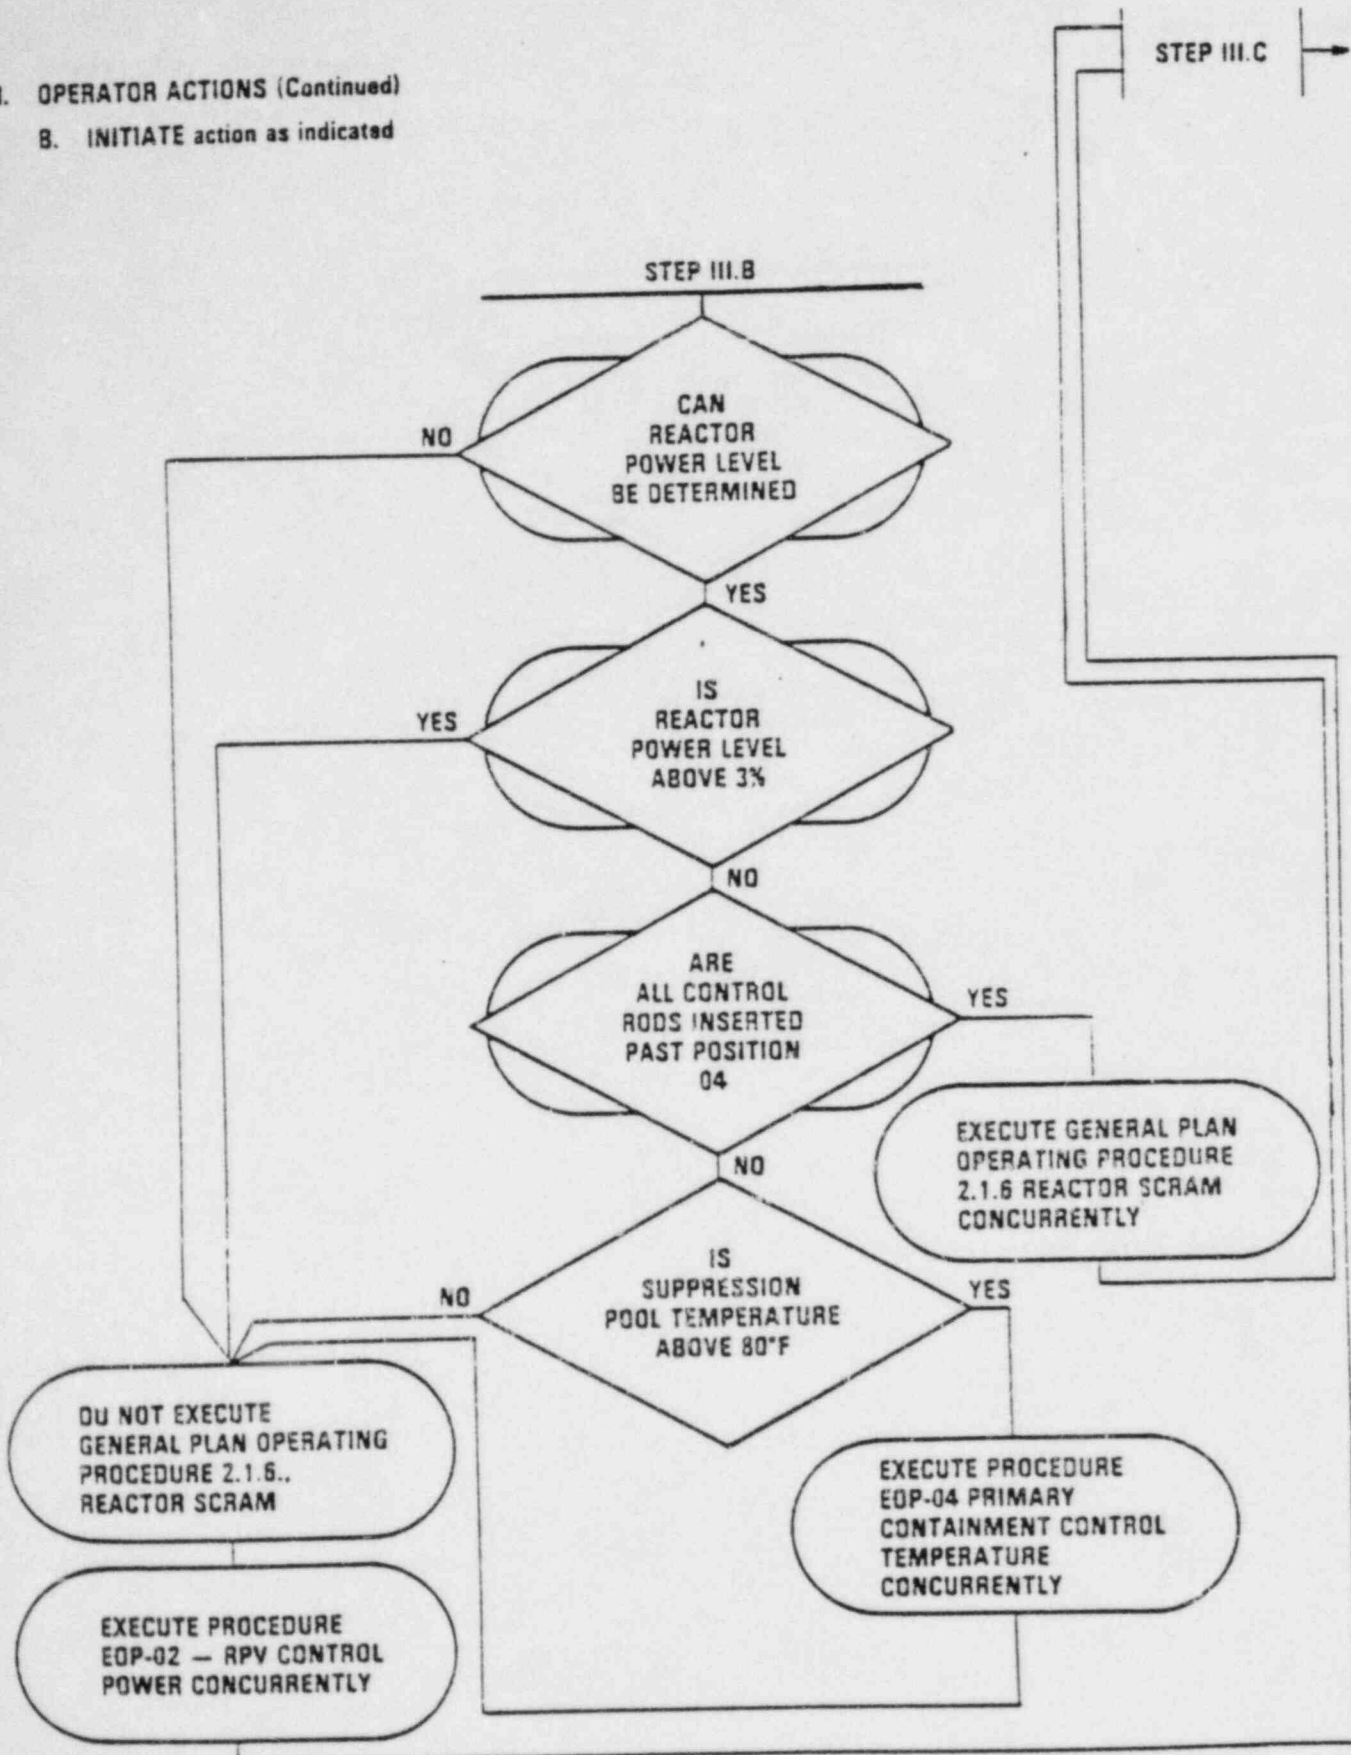 I. OPERATOR ACTIONS (Continued)
B. INITIATE action as indicated
STEP III.C
STEP III.B
CAN
REACTOR
POWER LEVEL
BE DETERMINED
NO
YES
IS
REACTOR
POWER LEVEL
ABOVE 3%
YES
NO
ARE
ALL CONTROL
RODS INSERTED
PAST POSITION
04
YES
NO
EXECUTE GENERAL PLAN
OPERATING PROCEDURE
2.1.6 REACTOR SCRAM
CONCURRENTLY
IS
SUPPRESSION
POOL TEMPERATURE
ABOVE 80°F
NO
YES
DU NOT EXECUTE
GENERAL PLAN OPERATING
PROCEDURE 2.1.6.,
REACTOR SCRAM
EXECUTE PROCEDURE
EOP-04 PRIMARY
CONTAINMENT CONTROL
TEMPERATURE
CONCURRENTLY
EXECUTE PROCEDURE
EOP-02 — RPV CONTROL
POWER CONCURRENTLY